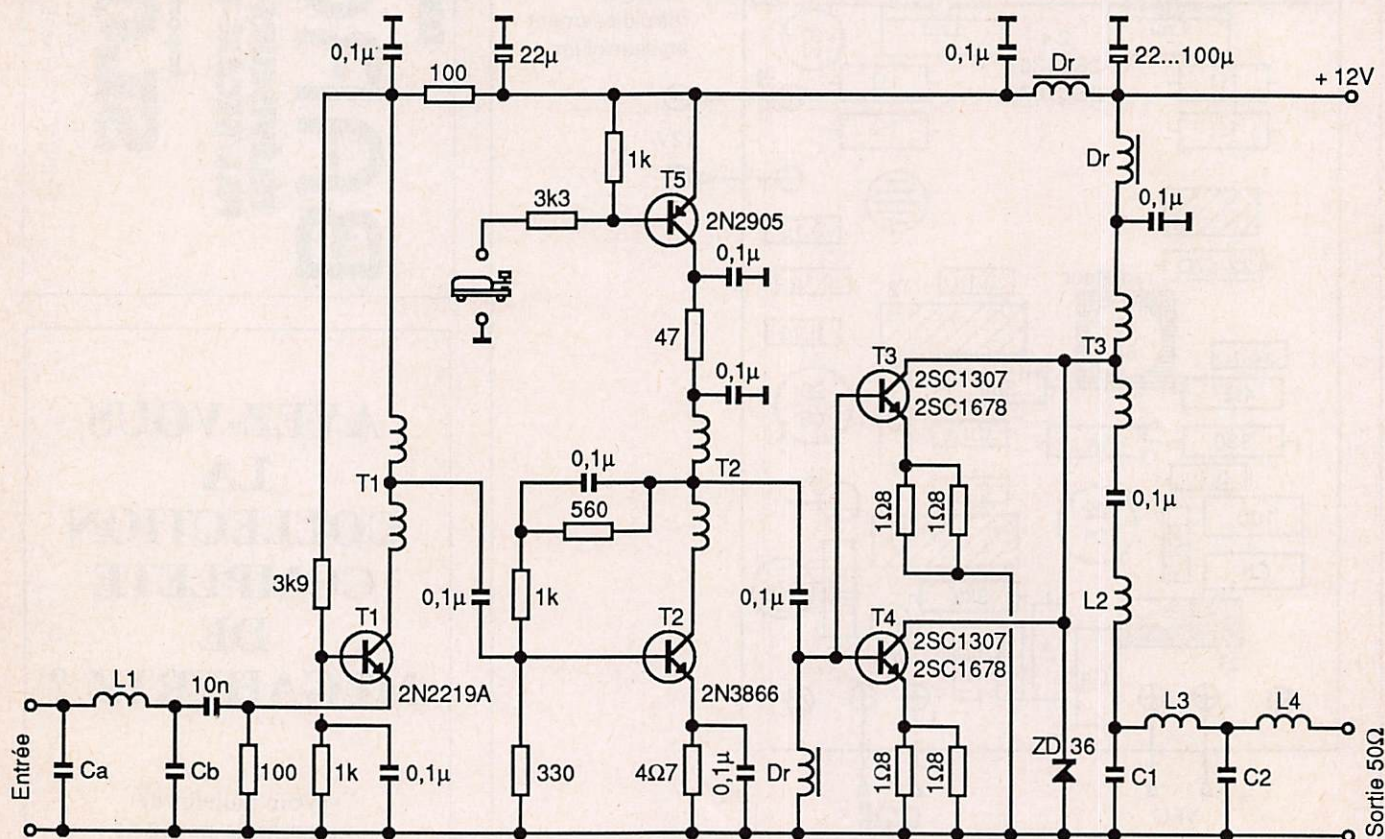 0,1µ
22µ
0,1µ
22...100µ
100
Dr
+ 12V
1k
Dr
T5
3k3
2N2905
0,1µ
0,1µ
47
T3
T3
0,1µ
2SC1307
2SC1678
0,1µ
T1
T2
560
0,1µ
1Ω8
1Ω8
3k9
0,1µ
1k
0,1µ
L2
T1
T2
T4
2SC1307
2SC1678
2N2219A
2N3866
L1
10n
L3
L4
Entrée
Ca
Cb
100
1k
0,1µ
330
4Ω7
0,1µ
Dr
1Ω8
1Ω8
ZD 36
C1
C2
Sortie 50Ω